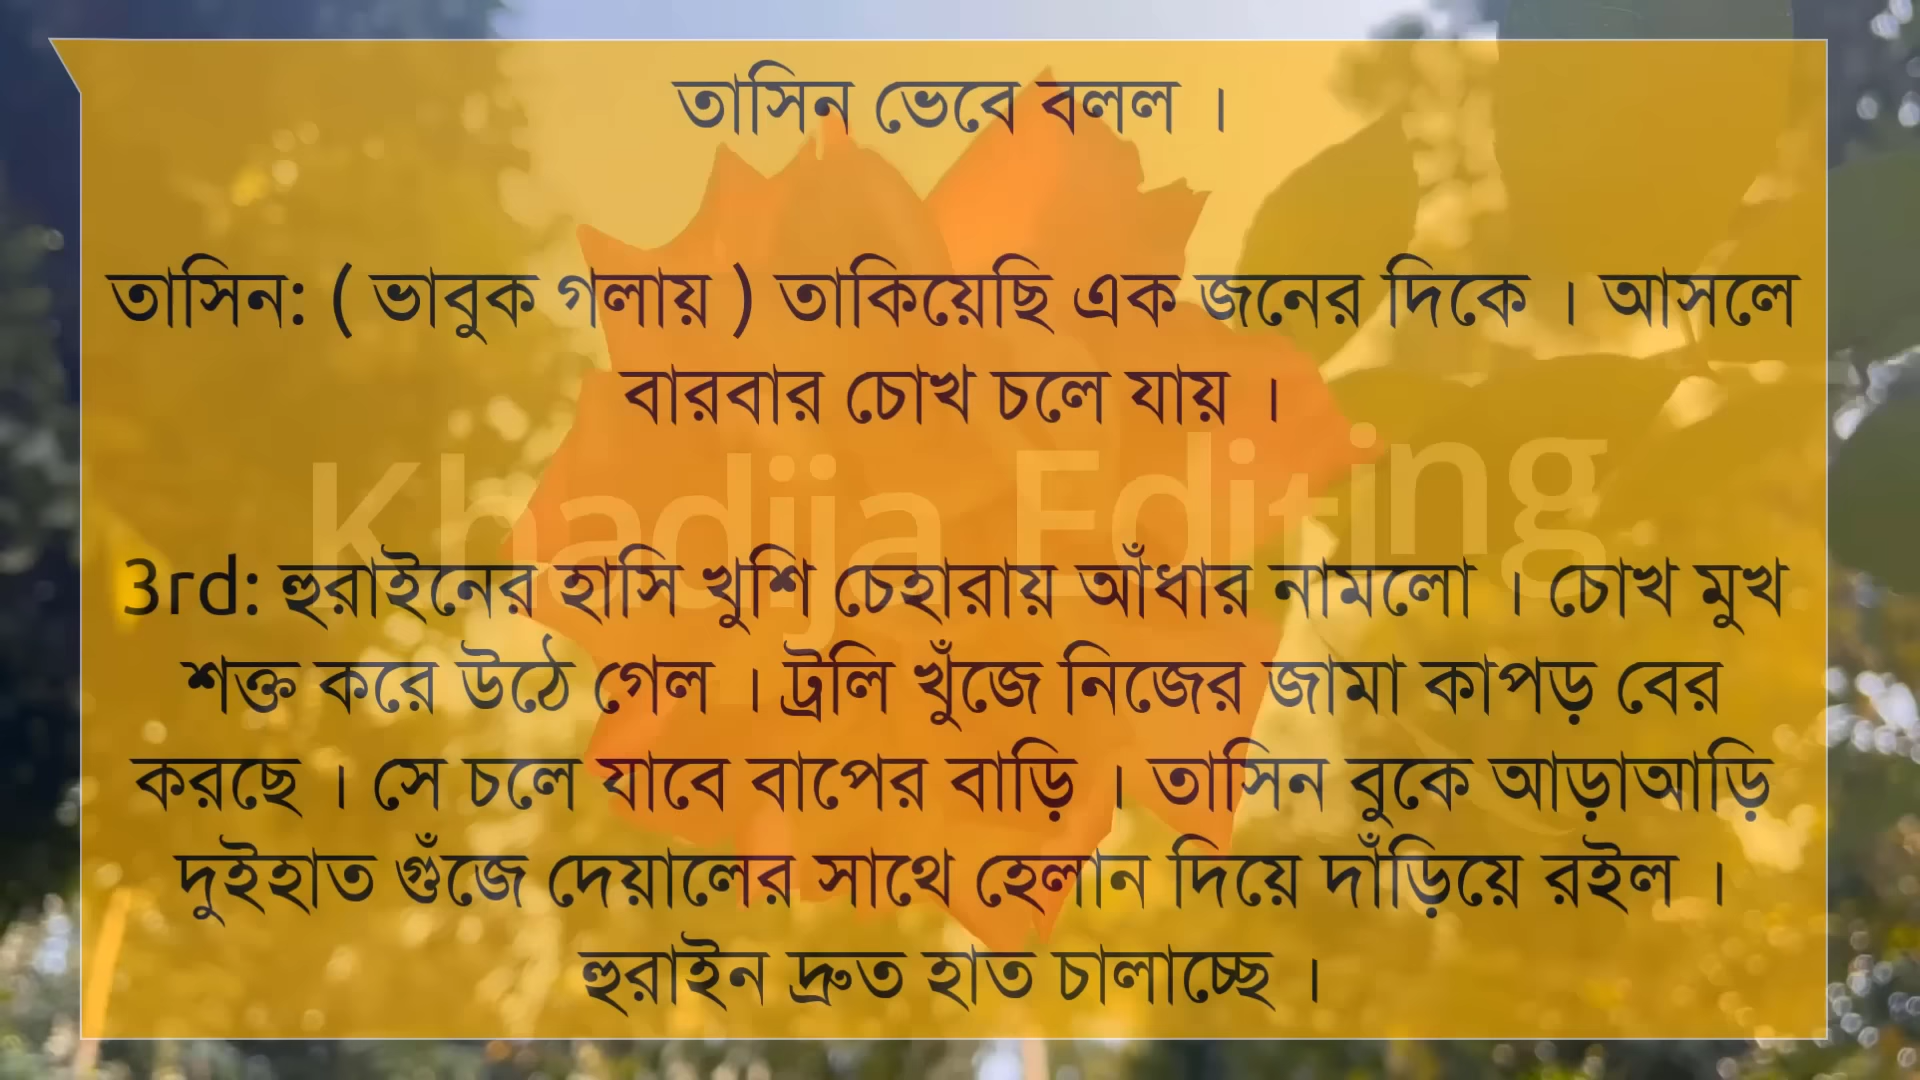 তাসিন ভেবে বলল ।
তাসিন: ( ভাবুক গলায় ) তাকিয়েছি এক জনের দিকে । আসলে
বারবার চোখ চলে যায় ।
Khadija Editing
3rd: হুরাইনের হাসি খুশি চেহারায় আঁধার নামলো । চোখ মুখ
শক্ত করে উঠে গেল । ট্রলি খুঁজে নিজের জামা কাপড় বের
করছে । সে চলে যাবে বাপের বাড়ি । তাসিন বুকে আড়াআড়ি
দুইহাত গুঁজে দেয়ালের সাথে হেলান দিয়ে দাঁড়িয়ে রইল ।
হুরাইন দ্রুত হাত চালাচ্ছে ।